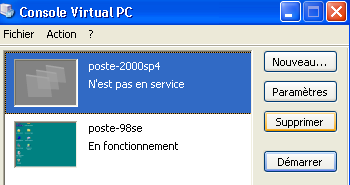 Console Virtual PC
Fichier Action ?
poste-2000sp4
N'est pas en service
poste-98se
En fonctionnement
Nouveau...
Paramètres
Supprimer
Démarrer